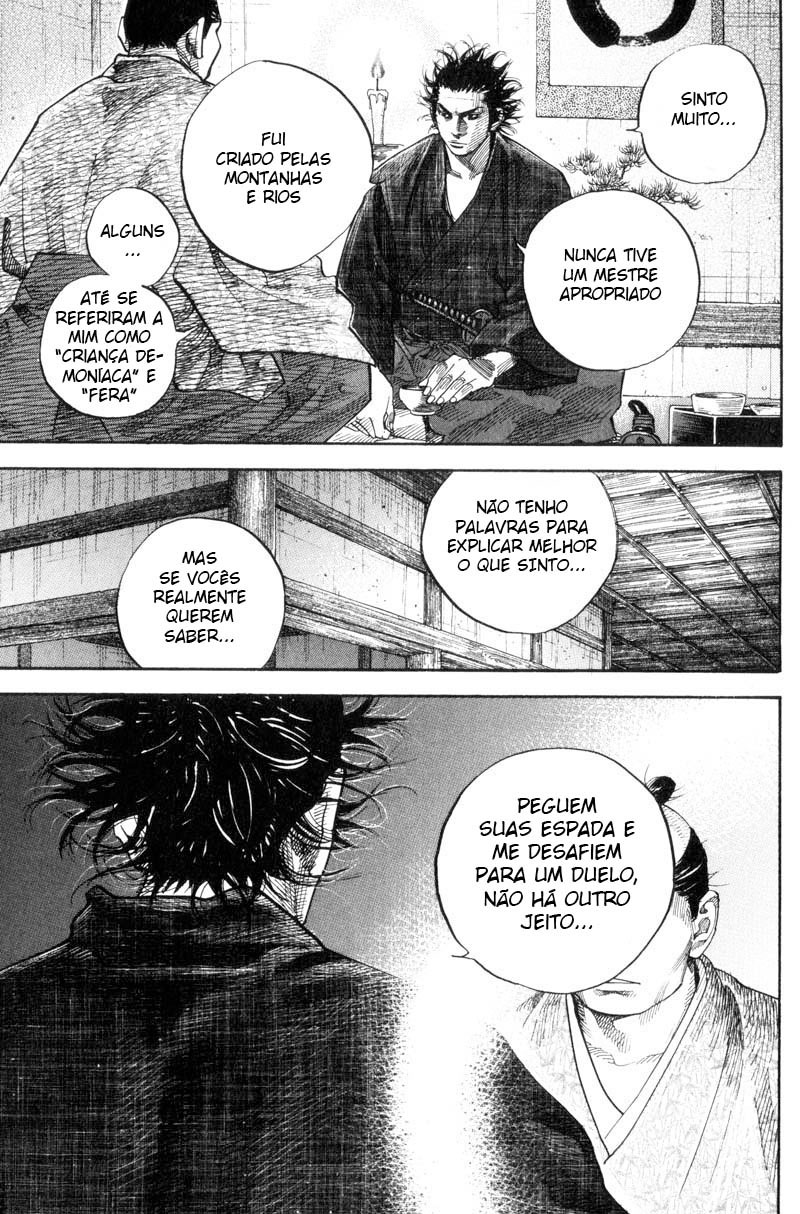 SINTO
MUITO...
NUNCA TIVE
UM MESTRE
APROPRIADO
FUI
CRIADO PELAS
MONTANHAS
E RIOS
ALGUNS
...
ATÉ SE
REFERIRAM A
MIM COMO
"CRIANÇA DE-
MONÍACA" E
"FERA"
NÃO TENHO
PALAVRAS PARA
EXPLICAR MELHOR
O QUE SINTO...
MAS
SE VOCÊS
REALMENTE
QUEREM
SABER...
PEGUEM
SUAS ESPADA E
ME DESAFIEM
PARA UM DUELO,
NÃO HÁ OUTRO
JEITO...